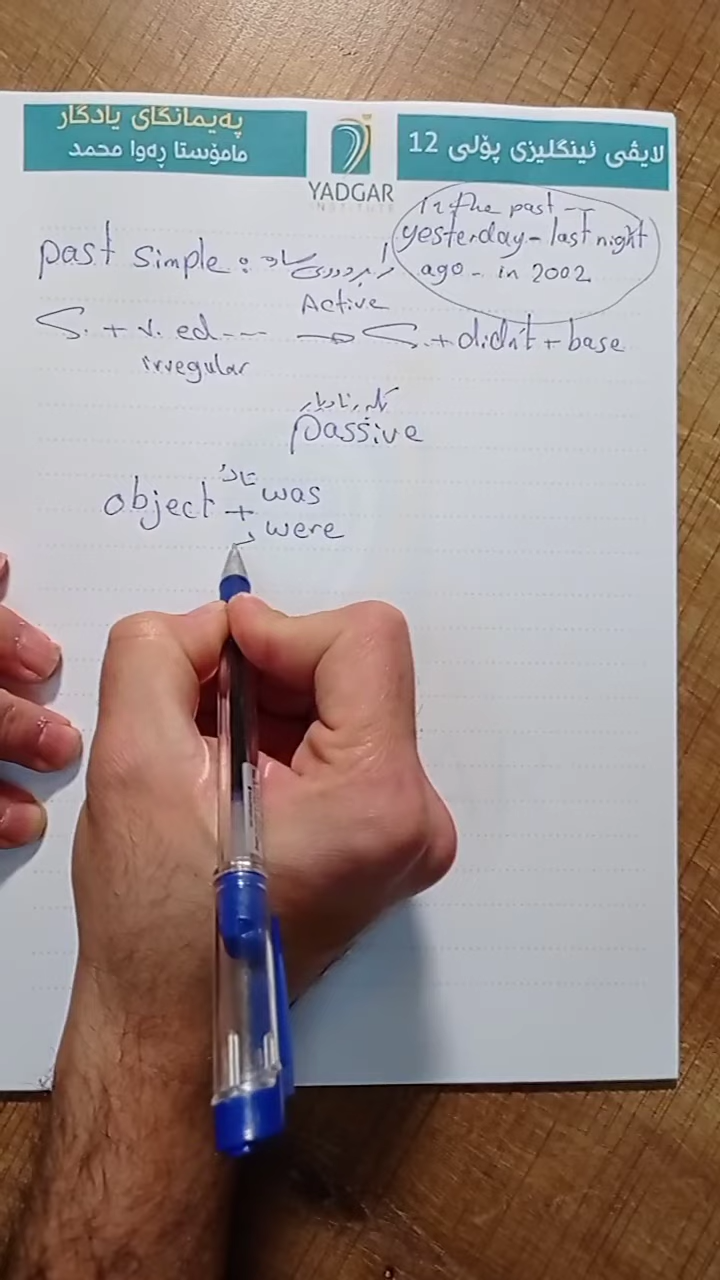 پەیمانگای یادگار
مامۆستا ڕەوا محمد
YADGAR
INSTITUTE
لایڤی ئینگلیزی پۆلی 12
in the past ---
yesterday - last night
ago - in 2002
past simple :
Active
S. + v. ed --- → S. + didn't + base
irregular
passive
object + was
were